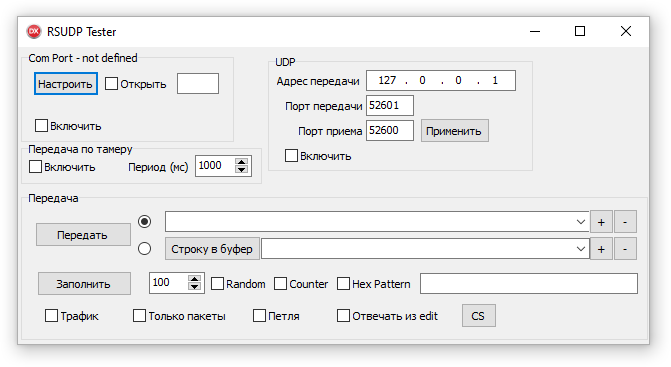 DX RSUDP Tester
Com Port - not defined
Настроить Открыть
Включить
UDP
Адрес передачи 127 . 0 . 0 . 1
Порт передачи 52601
Порт приема 52600 Применить
Включить
Передача по тамеру
Включить Период (мс) 1000
Передача
Передать + -
Строку в буфер + -
Заполнить 100 Random Counter Hex Pattern
Трафик Только пакеты Петля Отвечать из edit CS